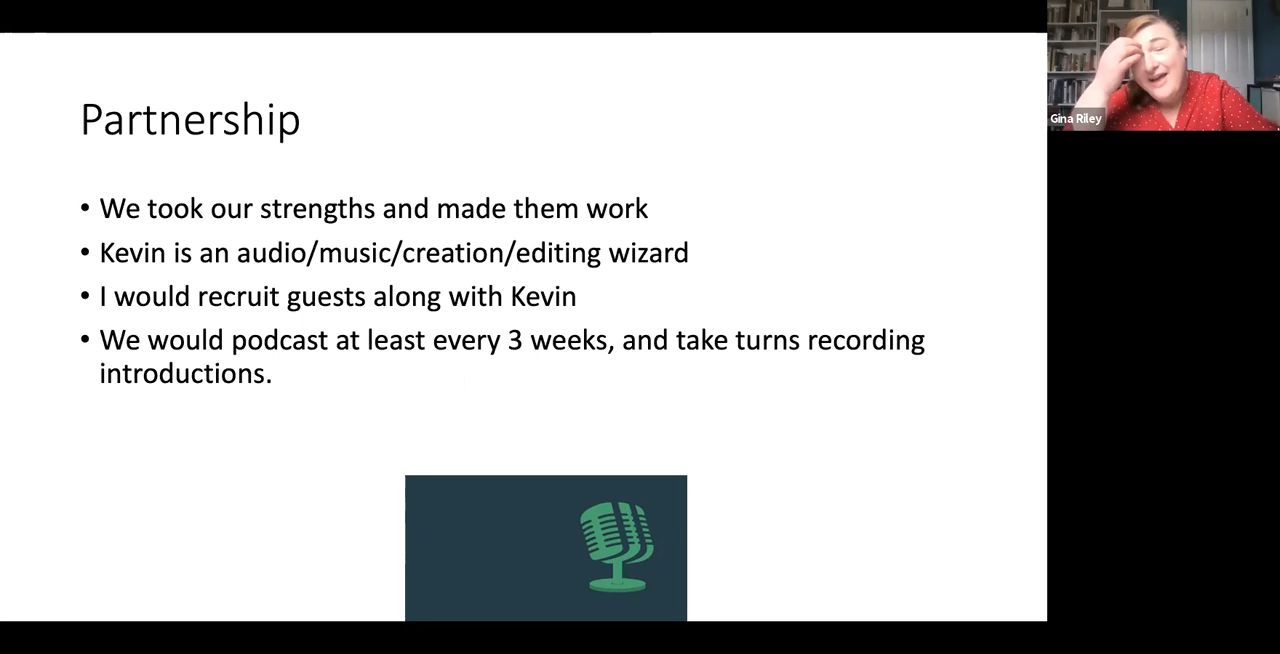 Partnership
• We took our strengths and made them work
• Kevin is an audio/music/creation/editing wizard
• I would recruit guests along with Kevin
• We would podcast at least every 3 weeks, and take turns recording
introductions.
Gina Riley